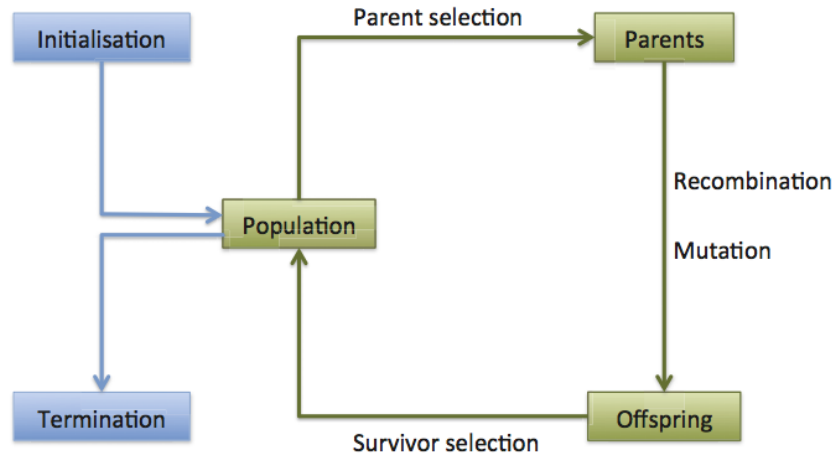 Parent selection
Initialisation
Parents
Recombination
Population
Mutation
Termination
Offspring
Survivor selection